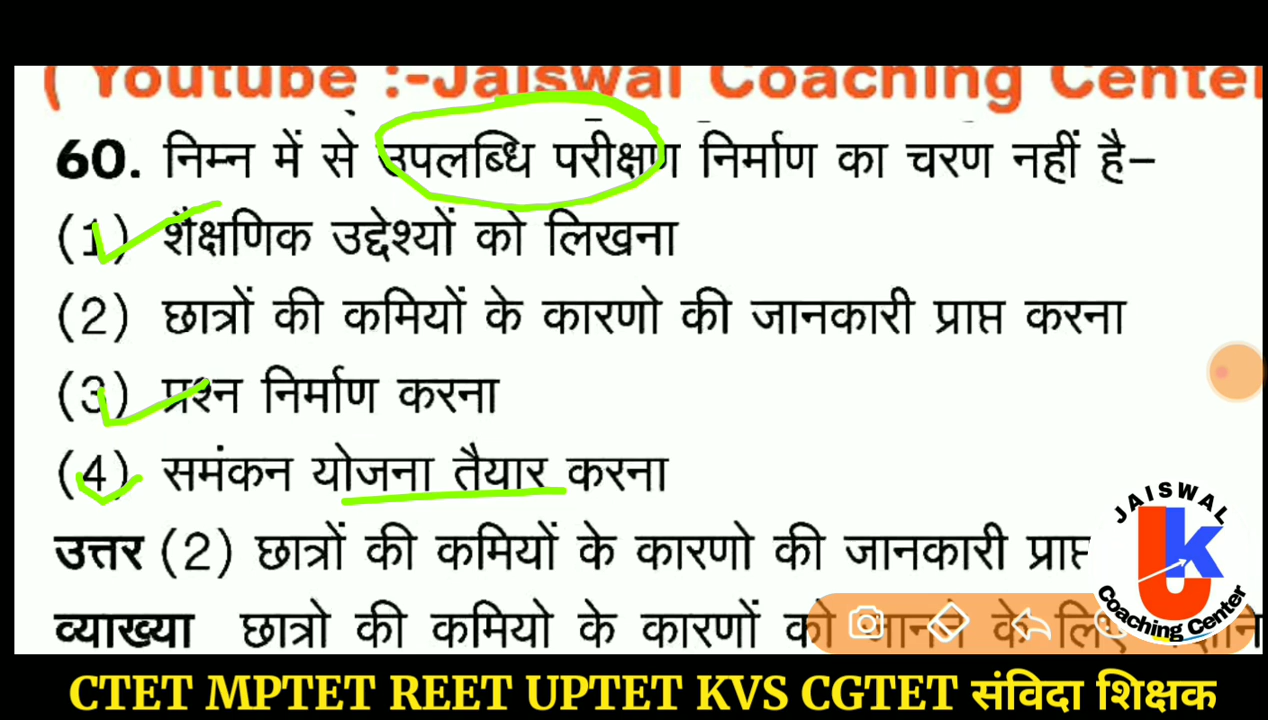 ( Youtube :-Jaiswal Coaching Center
60. निम्न में से उपलब्धि परीक्षण निर्माण का चरण नहीं है–
(1) शैक्षणिक उद्देश्यों को लिखना
(2) छात्रों की कमियों के कारणो की जानकारी प्राप्त करना
(3) प्रश्न निर्माण करना
(4) समंकन योजना तैयार करना
उत्तर (2) छात्रों की कमियों के कारणो की जानकारी
व्याख्या छात्रो की कमियो के कारणों को जानने के
JAISWAL
UK
Coaching Center
CTET MPTET REET UPTET KVS CGTET संविदा शिक्षक